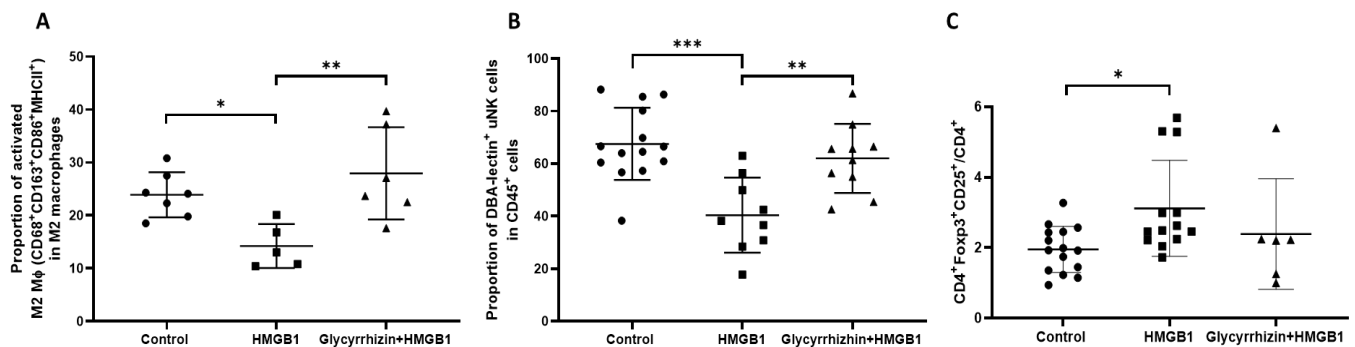 A
Proportion of activated
M2 Mϕ (CD68⁺CD163⁺CD86⁺MHCII⁺)
in M2 macrophages
50
40
30
20
10
0
*
**
Control
HMGB1
Glycyrrhizin+HMGB1
B
Proportion of DBA-lectin⁺ uNK cells
in CD45⁺ cells
100
80
60
40
20
0
***
**
Control
HMGB1
Glycyrrhizhin+HMGB1
C
CD4⁺Foxp3⁺CD25⁺/CD4⁺
6
4
2
0
*
Control
HMGB1
Glycyrrhizin+HMGB1